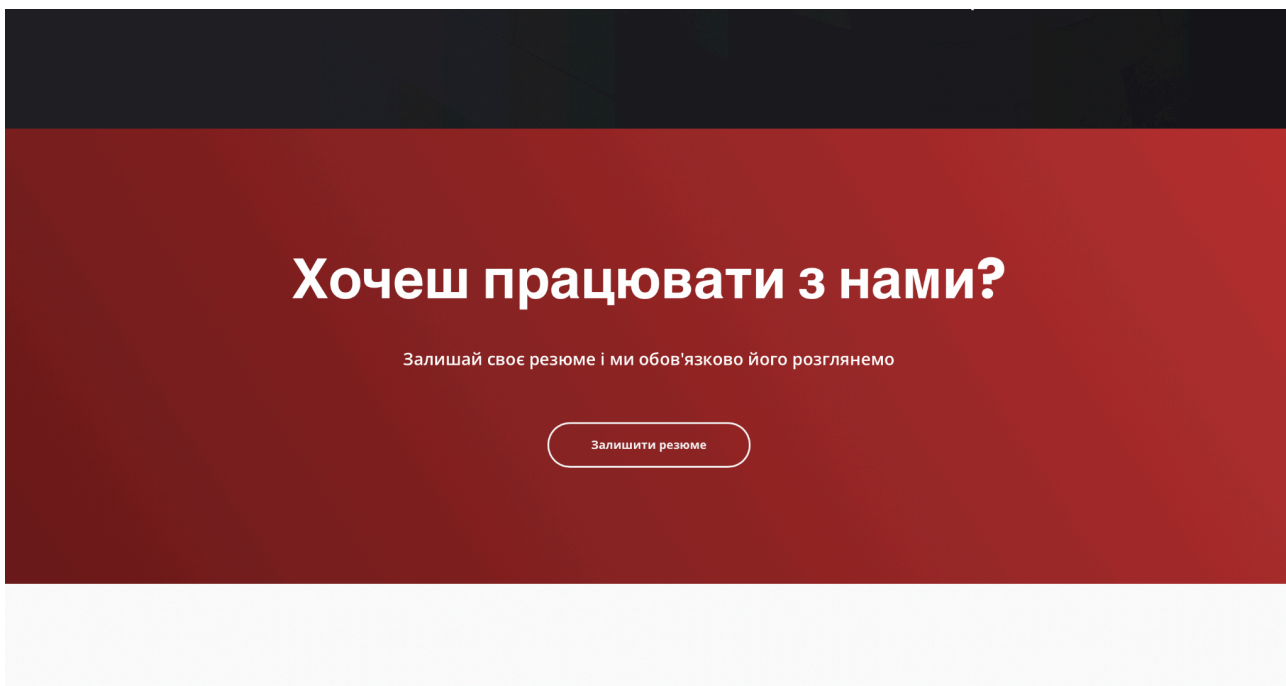 Хочеш працювати з нами?
Залишай своє резюме і ми обов'язково його розглянемо
Залишити резюме